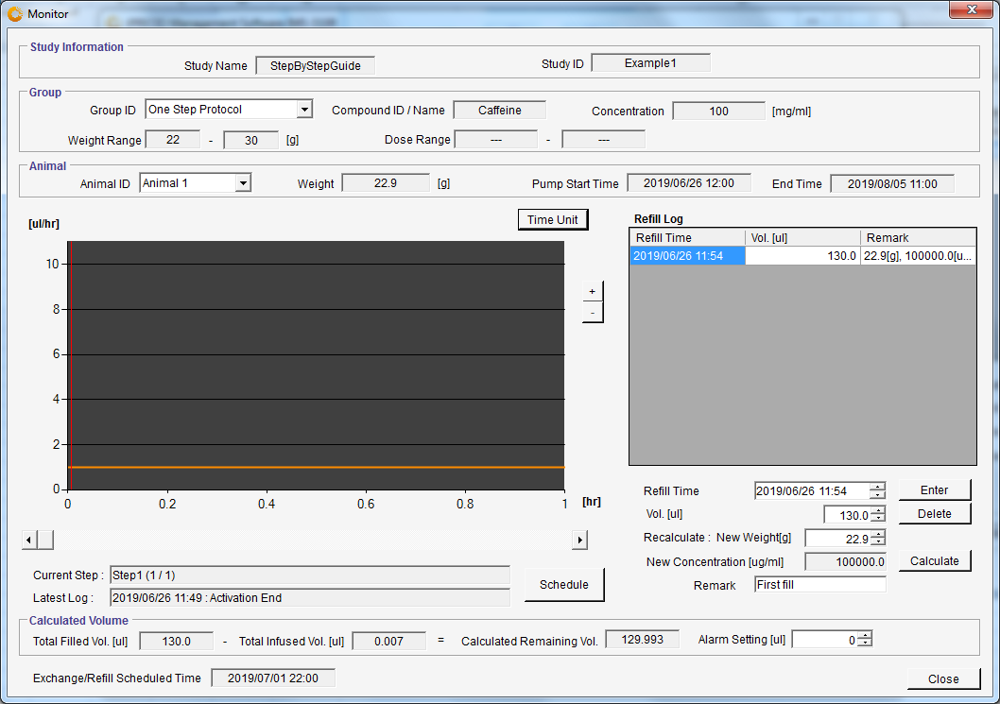 Monitor
Study Information
Study Name StepByStepGuide Study ID Example1
Group
Group ID One Step Protocol Compound ID / Name Caffeine Concentration 100 [mg/ml]
Weight Range 22 - 30 [g] Dose Range --- - ---
Animal
Animal ID Animal 1 Weight 22.9 [g] Pump Start Time 2019/06/26 12:00 End Time 2019/08/05 11:00
[ul/hr] Time Unit Refill Log
Refill Time Vol. [ul] Remark
2019/06/26 11:54 130.0 22.9[g], 100000.0[u...
10
8
6
4
2
0
+
-
0 0.2 0.4 0.6 0.8 1 [hr]
Refill Time 2019/06/26 11:54 Enter
Vol. [ul] 130.0 Delete
Recalculate : New Weight[g] 22.9
New Concentration [ug/ml] 100000.0 Calculate
Remark First fill
Current Step : Step1 (1 / 1)
Latest Log : 2019/06/26 11:49 : Activation End
Schedule
Calculated Volume
Total Filled Vol. [ul] 130.0 - Total Infused Vol. [ul] 0.007 = Calculated Remaining Vol. 129.993 Alarm Setting [ul] 0
Exchange/Refill Scheduled Time 2019/07/01 22:00 Close